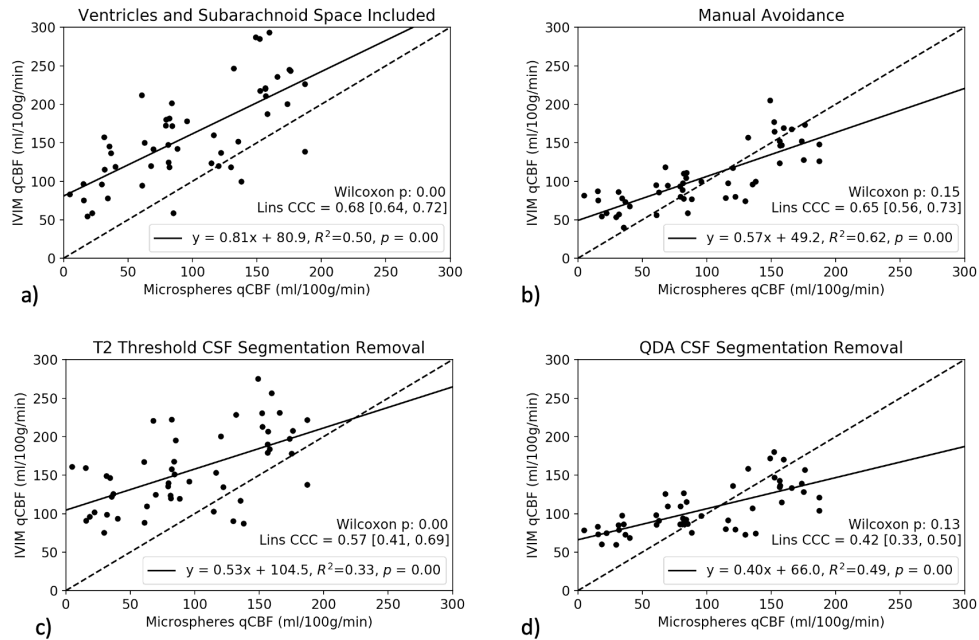 Ventricles and Subarachnoid Space Included
300
250
200
150
100
50
0
IVIM qCBF (ml/100g/min)
Wilcoxon p: 0.00
Lins CCC = 0.68 [0.64, 0.72]
y = 0.81x + 80.9, R²=0.50, p = 0.00
0 50 100 150 200 250 300
Microspheres qCBF (ml/100g/min)
a)
Manual Avoidance
300
250
200
150
100
50
0
IVIM qCBF (ml/100g/min)
Wilcoxon p: 0.15
Lins CCC = 0.65 [0.56, 0.73]
y = 0.57x + 49.2, R²=0.62, p = 0.00
0 50 100 150 200 250 300
Microspheres qCBF (ml/100g/min)
b)
T2 Threshold CSF Segmentation Removal
300
250
200
150
100
50
0
IVIM qCBF (ml/100g/min)
Wilcoxon p: 0.00
Lins CCC = 0.57 [0.41, 0.69]
y = 0.53x + 104.5, R²=0.33, p = 0.00
0 50 100 150 200 250 300
Microspheres qCBF (ml/100g/min)
c)
QDA CSF Segmentation Removal
300
250
200
150
100
50
0
IVIM qCBF (ml/100g/min)
Wilcoxon p: 0.13
Lins CCC = 0.42 [0.33, 0.50]
y = 0.40x + 66.0, R²=0.49, p = 0.00
0 50 100 150 200 250 300
Microspheres qCBF (ml/100g/min)
d)